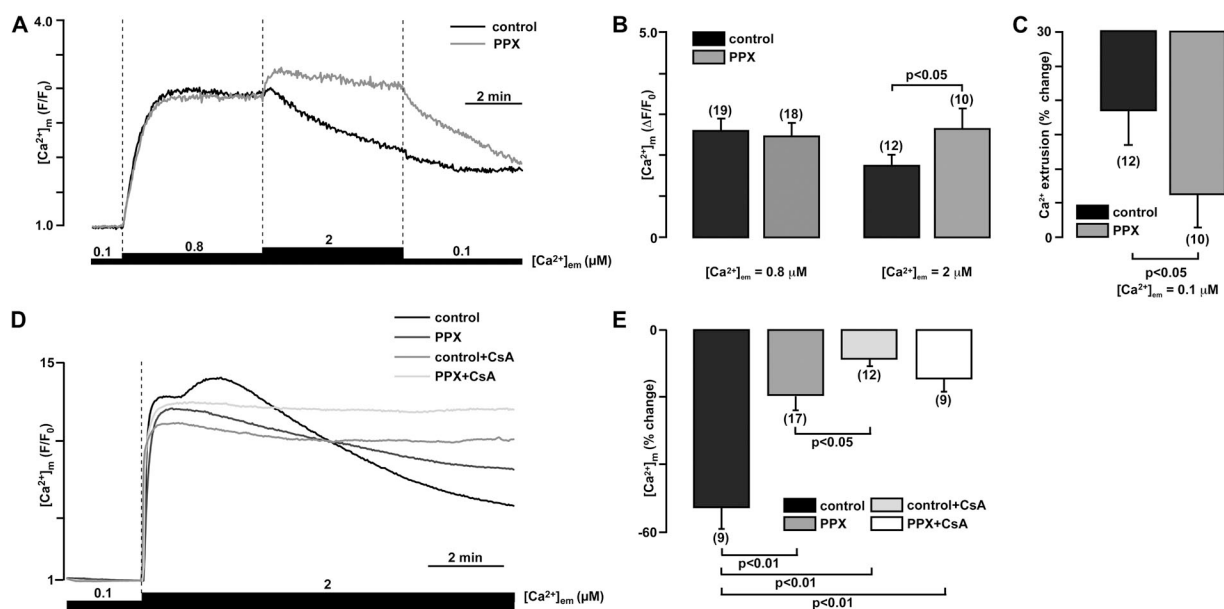 A
4.0
[Ca²⁺]m (F/F₀)
1.0
control
PPX
2 min
0.1
0.8
2
0.1
[Ca²⁺]em (µM)
B
5.0
[Ca²⁺]m (ΔF/F₀)
0
control
PPX
(19)
(18)
p<0.05
(12)
(10)
[Ca²⁺]em = 0.8 µM
[Ca²⁺]em = 2 µM
C
30
Ca²⁺ extrusion (% change)
0
(12)
control
PPX
(10)
p<0.05
[Ca²⁺]em = 0.1 µM
D
15
[Ca²⁺]m (F/F₀)
1
control
PPX
control+CsA
PPX+CsA
2 min
0.1
2
[Ca²⁺]em (µM)
E
0
[Ca²⁺]m (% change)
-60
(12)
(9)
(17)
p<0.05
control
control+CsA
PPX
PPX+CsA
(9)
p<0.01
p<0.01
p<0.01